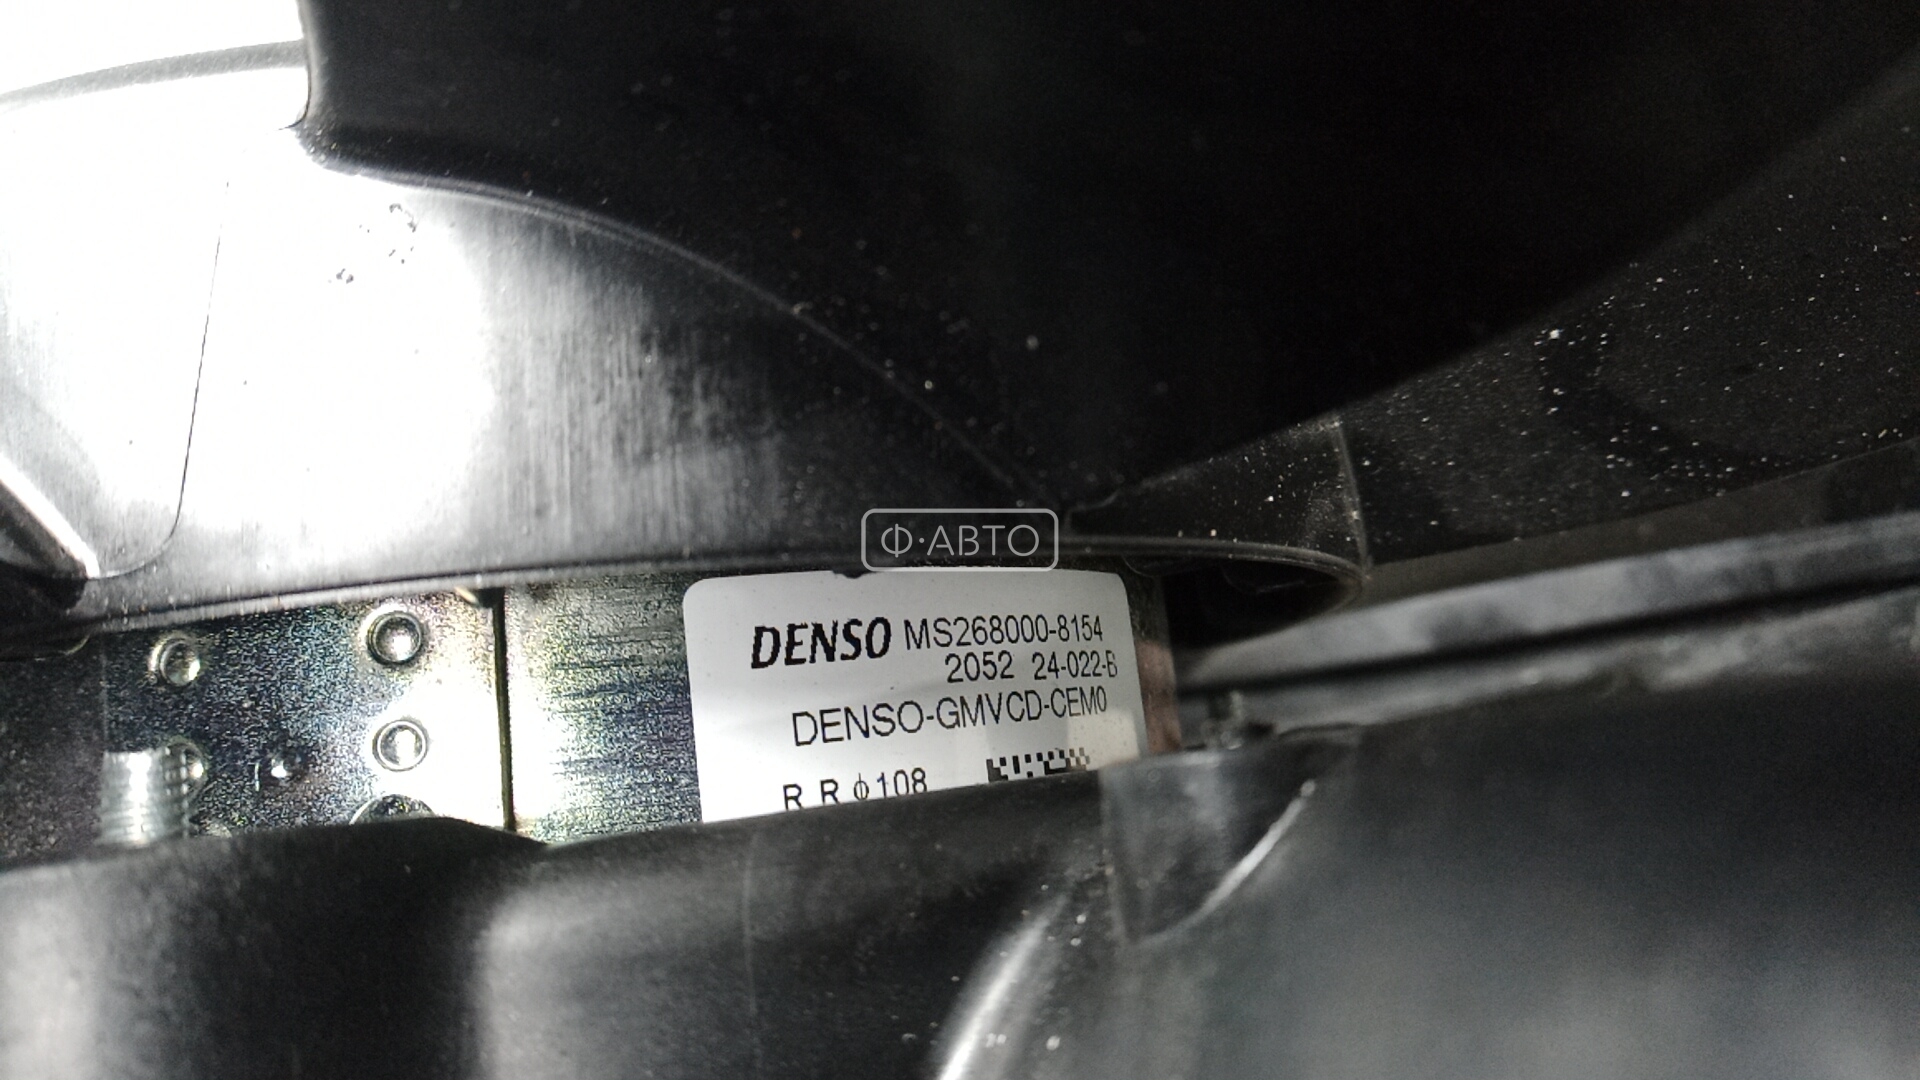 Ф·АВТО
DENSO MS268000-8154
2052 24-022-B
DENSO-GMVCD-CEM0
R R ϕ108